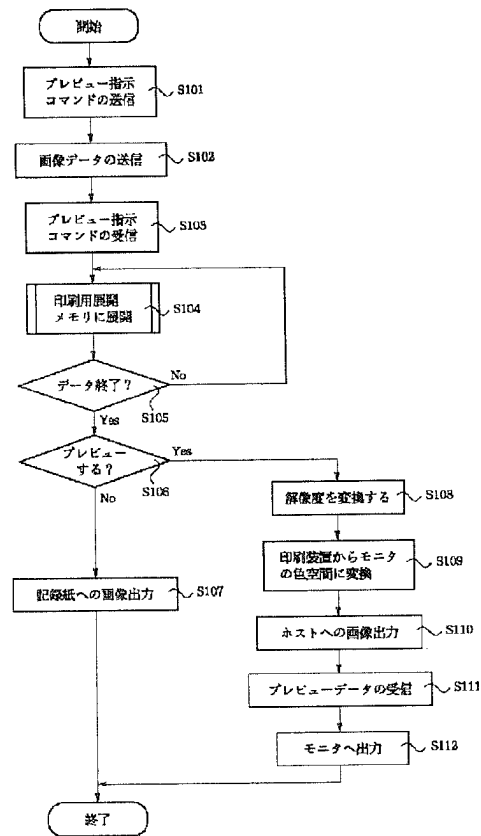 開始
プレビュー指示
コマンドの送信
S101
画像データの送信
S102
プレビュー指示
コマンドの受信
S103
印刷用展開
メモリに展開
S104
データ終了？
No
S105
Yes
プレビュー
する？
Yes
S106
No
解像度を変換する
S108
印刷装置からモニタ
の色空間に変換
S109
記録紙への画像出力
S107
ホストへの画像出力
S110
プレビューデータの受信
S111
モニタへ出力
S112
終了